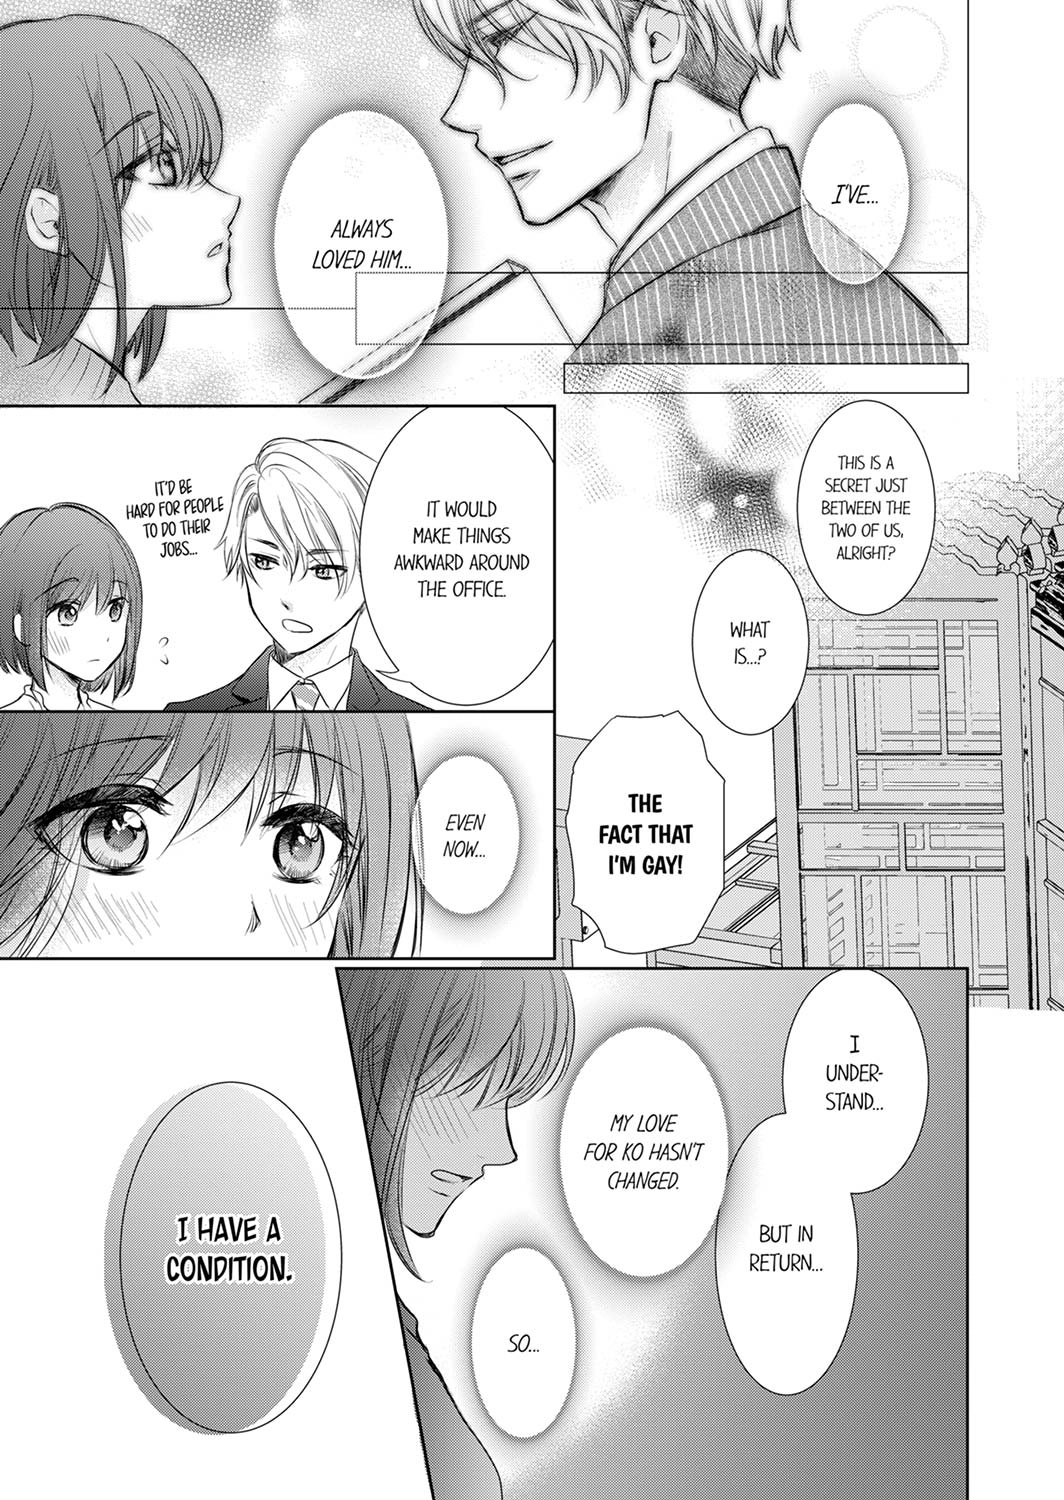 I'VE...
ALWAYS
LOVED HIM...
THIS IS A
SECRET JUST
BETWEEN THE
TWO OF US,
ALRIGHT?
WHAT
IS...?
THE
FACT THAT
I'M GAY!
IT WOULD
MAKE THINGS
AWKWARD AROUND
THE OFFICE.
IT'D BE
HARD FOR PEOPLE
TO DO THEIR
JOBS...
EVEN
NOW...
I
UNDER-
STAND...
BUT IN
RETURN...
MY LOVE
FOR KO HASN'T
CHANGED.
SO...
I HAVE A
CONDITION.